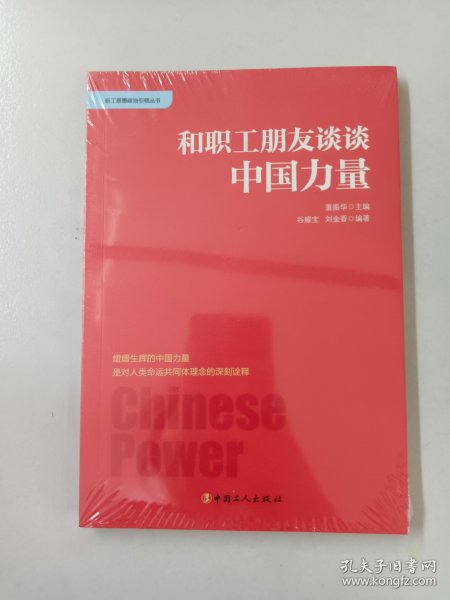 职工思想政治引领丛书
和职工朋友谈谈
中国力量
董振华◎主编
谷耀宝 刘金香◎编著
熠熠生辉的中国力量
是对人类命运共同体理念的深刻诠释
Chinese
Power
中国工人出版社
孔夫子旧书网
www.kongfz.com